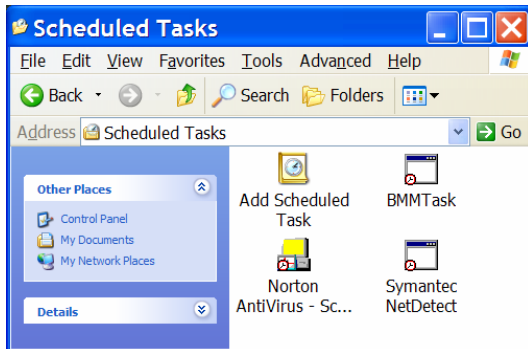 Scheduled Tasks
File Edit View Favorites Tools Advanced Help
Back Search Folders
Address Scheduled Tasks Go
Other Places
Control Panel
My Documents
My Network Places
Details
Add Scheduled
Task
BMMTask
Norton
AntiVirus - Sc...
Symantec
NetDetect